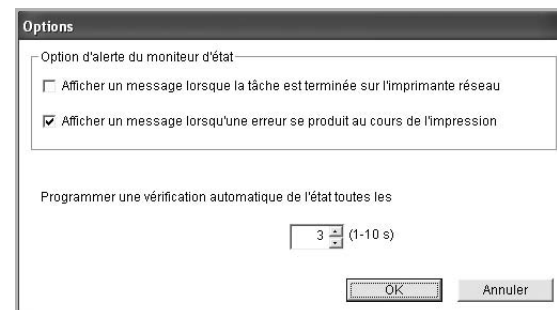 Options
Option d'alerte du moniteur d'état
Afficher un message lorsque la tâche est terminée sur l'imprimante réseau
Afficher un message lorsqu'une erreur se produit au cours de l'impression
Programmer une vérification automatique de l'état toutes les
3 (1-10 s)
OK Annuler